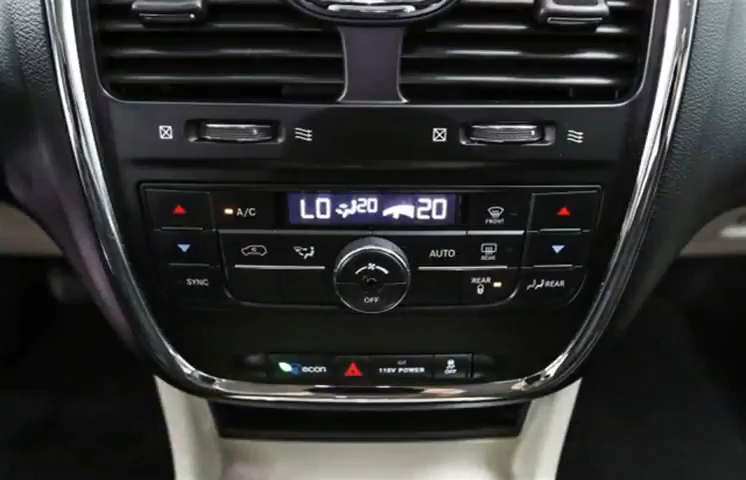 A/C LO 20 20 FRONT
AUTO REAR
SYNC OFF REAR REAR
econ 115V POWER OFF